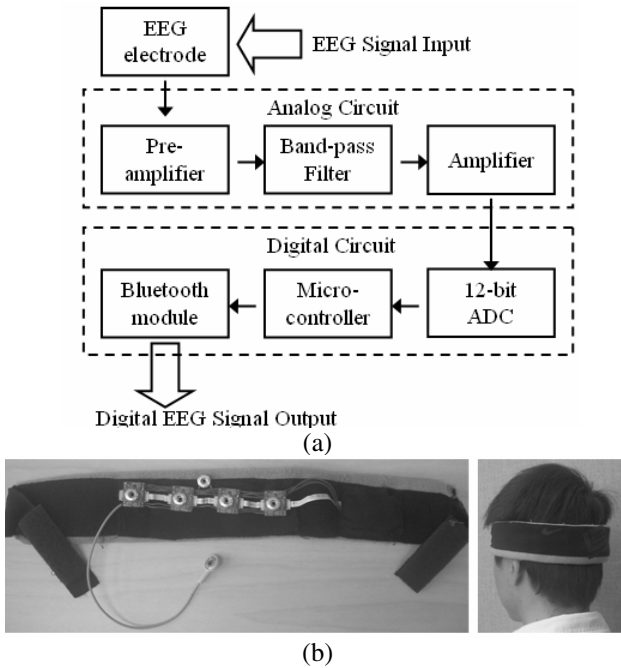 EEG
electrode
EEG Signal Input
Analog Circuit
Pre-
amplifier
Band-pass
Filter
Amplifier
Digital Circuit
Bluetooth
module
Micro-
controller
12-bit
ADC
Digital EEG Signal Output
(a)
(b)